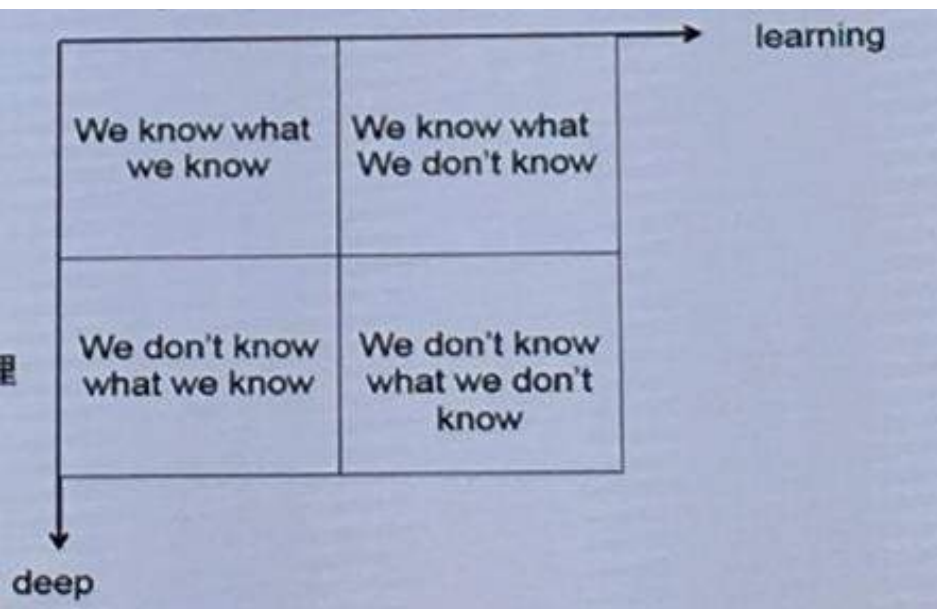 learning
We know what
we know
We know what
We don't know
We don't know
what we know
We don't know
what we don't
know
deep